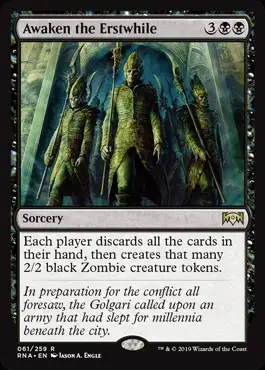 Awaken the Erstwhile 3
Sorcery
Each player discards all the cards in
their hand, then creates that many
2/2 black Zombie creature tokens.
In preparation for the conflict all
foresaw, the Golgari called upon an
army that had slept for millennia
beneath the city.
061/259 R
RNA • EN Jason A. Engle
™ & © 2019 Wizards of the Coast